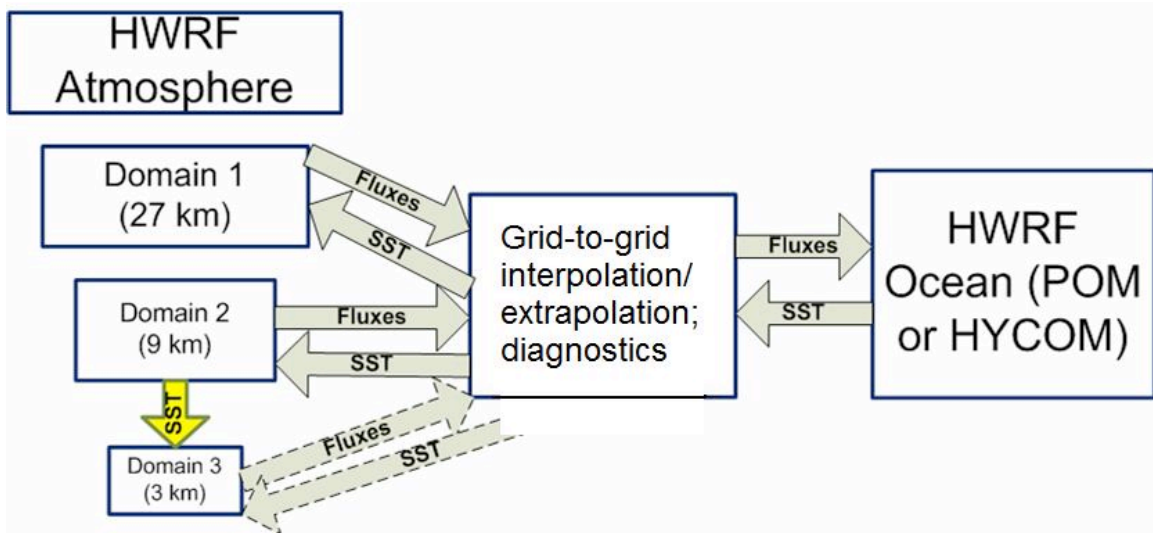 HWRF
Atmosphere
Domain 1
(27 km)
Fluxes
SST
Domain 2
(9 km)
Fluxes
SST
SST
Domain 3
(3 km)
Fluxes
SST
Grid-to-grid
interpolation/
extrapolation;
diagnostics
Fluxes
SST
HWRF
Ocean (POM
or HYCOM)